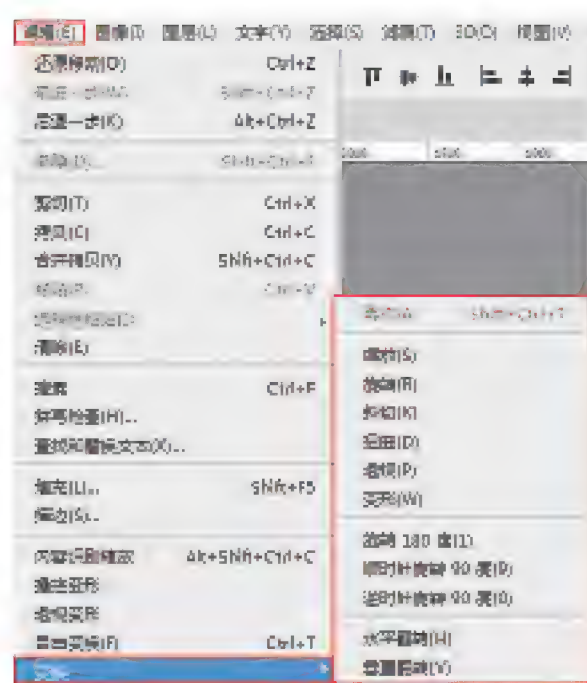 编辑(E) 图像(I) 图层(L) 文字(Y) 选择(S) 滤镜(T) 3D(D) 视图(V)
还原移动(O) Ctrl+Z
后退一步(K) Alt+Ctrl+Z
剪切(T) Ctrl+X
拷贝(C) Ctrl+C
合并拷贝(Y) Shift+Ctrl+C
清除(E)
搜索 Ctrl+F
拼写检查(H)...
查找和替换文本(X)...
填充(L)... Shift+F5
描边(S)...
内容识别缩放 Alt+Shift+Ctrl+C
操控变形
透视变形
自由变换(F) Ctrl+T
变换
缩放(S)
旋转(R)
斜切(K)
扭曲(D)
透视(P)
变形(W)
旋转 180 度(1)
顺时针旋转 90 度(9)
逆时针旋转 90 度(0)
水平翻转(H)
垂直翻转(V)